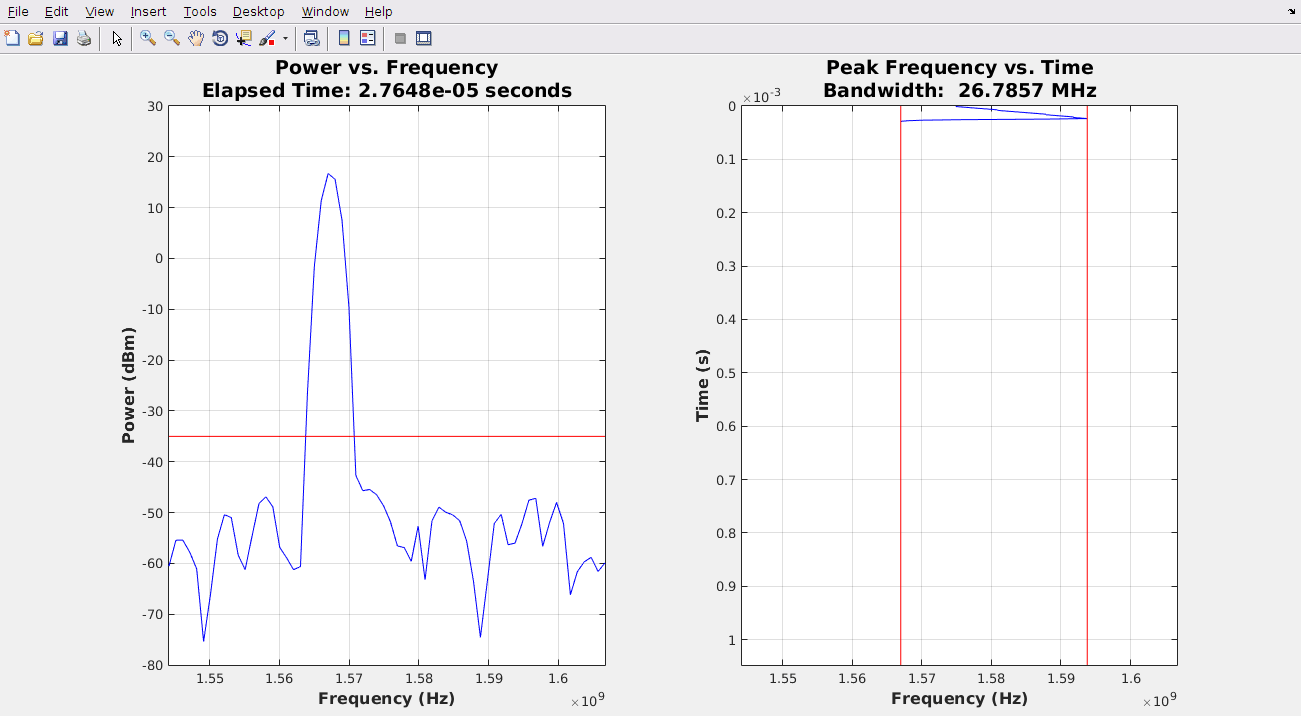 File Edit View Insert Tools Desktop Window Help
Power vs. Frequency
Elapsed Time: 2.7648e-05 seconds
30
20
10
0
-10
-20
-30
-40
-50
-60
-70
-80
Power (dBm)
1.55 1.56 1.57 1.58 1.59 1.6
Frequency (Hz)
×10^9
Peak Frequency vs. Time
Bandwidth: 26.7857 MHz
×10^-3
0
0.1
0.2
0.3
0.4
0.5
0.6
0.7
0.8
0.9
1
Time (s)
1.55 1.56 1.57 1.58 1.59 1.6
Frequency (Hz)
×10^9